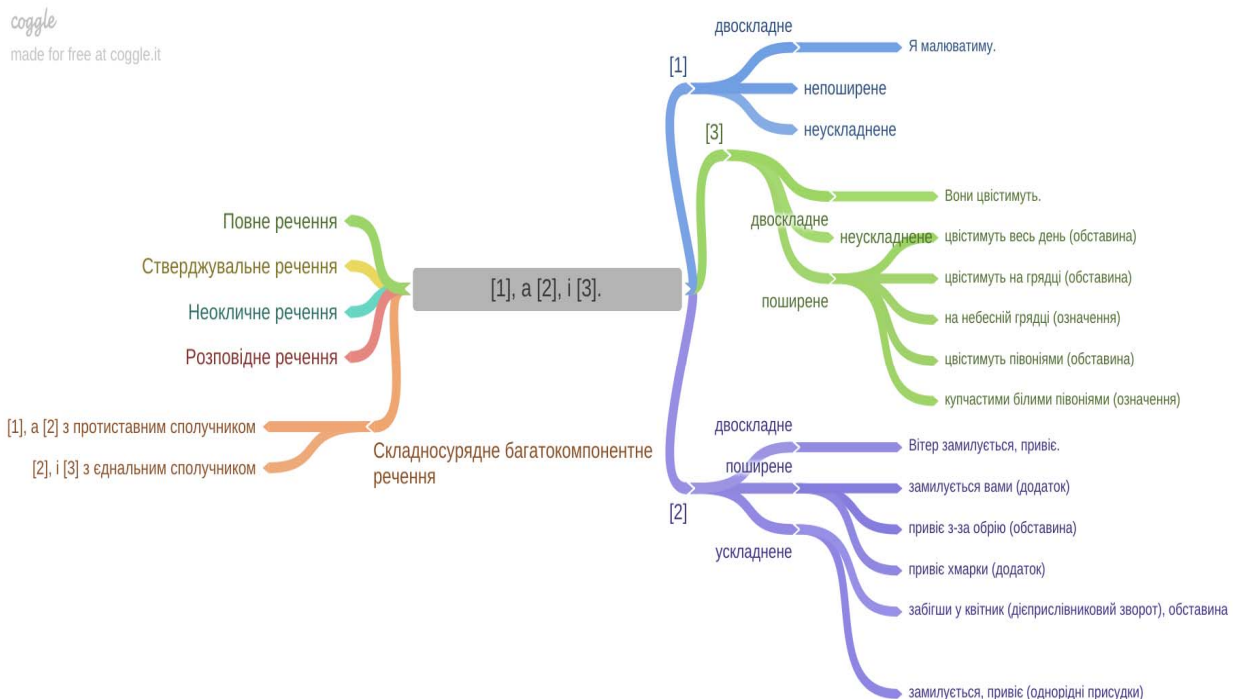 coggle
made for free at coggle.it
[1], а [2], і [3].
Повне речення
Стверджувальне речення
Неокличне речення
Розповідне речення
Складносурядне багатокомпонентне
речення
[1], а [2] з протиставним сполучником
[2], і [3] з єднальним сполучником
[1]
двоскладне
Я малюватиму.
непоширене
неускладнене
[3]
двоскладне
Вони цвістимуть.
неускладнене
поширене
цвістимуть весь день (обставина)
цвістимуть на грядці (обставина)
на небесній грядці (означення)
цвістимуть півоніями (обставина)
купчастими білими півоніями (означення)
[2]
двоскладне
Вітер замилується, привіє.
поширене
замилується вами (додаток)
привіє з-за обрію (обставина)
привіє хмарки (додаток)
ускладнене
забігши у квітник (дієприслівниковий зворот), обставина
замилується, привіє (однорідні присудки)